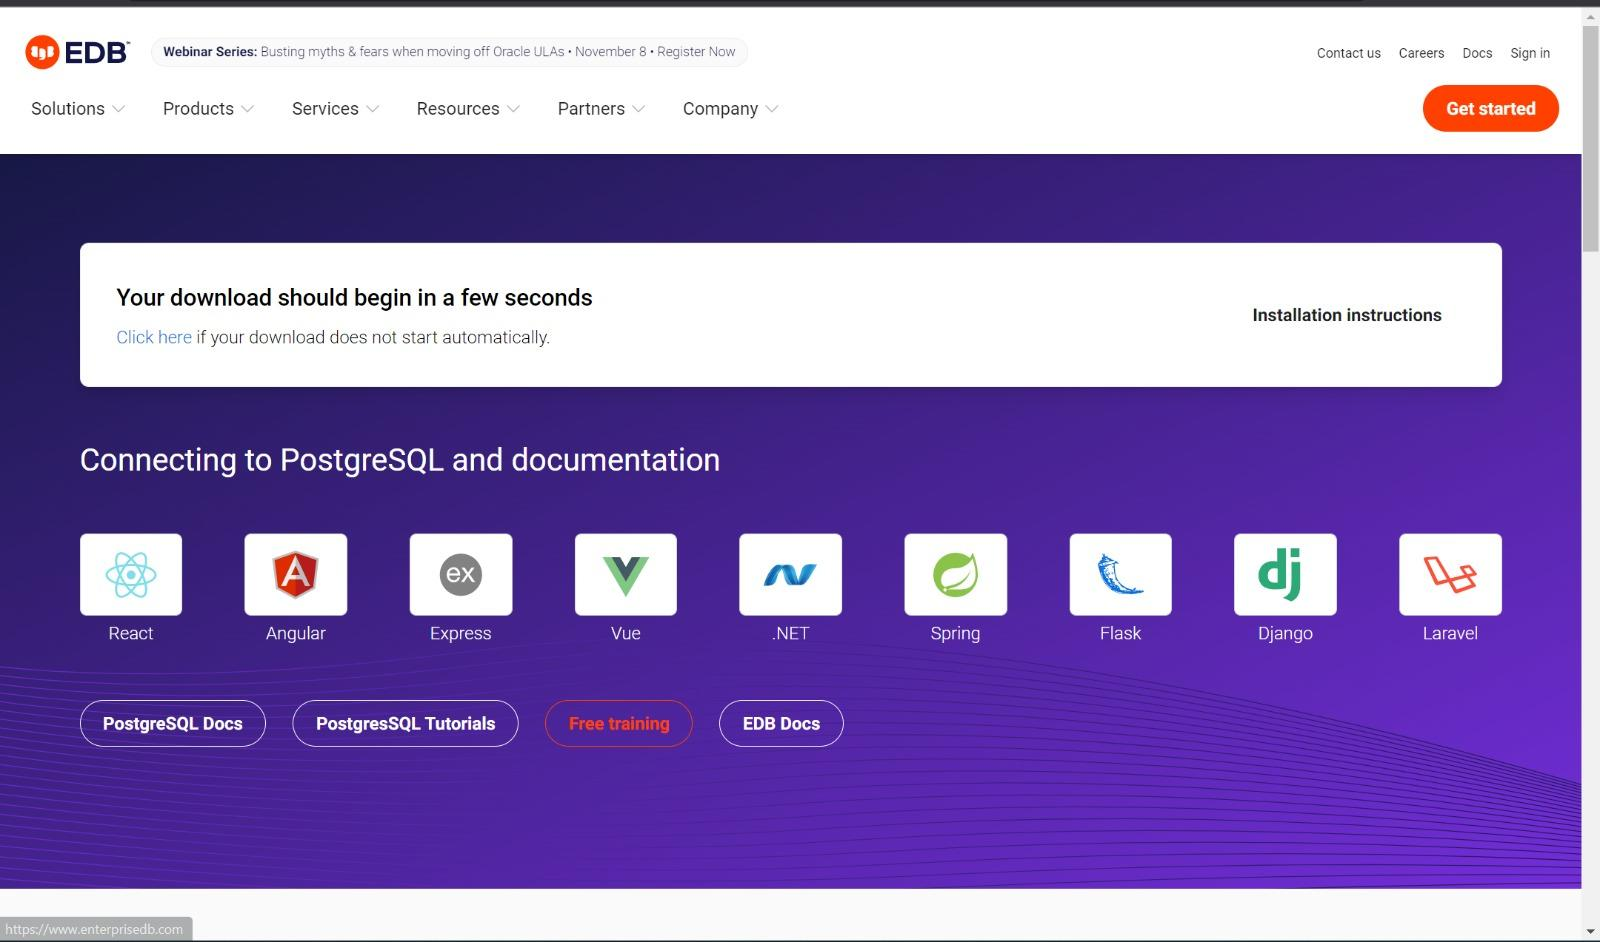 EDB™
Webinar Series: Busting myths & fears when moving off Oracle ULAs • November 8 • Register Now
Contact us Careers Docs Sign in
Solutions Products Services Resources Partners Company
Get started
Your download should begin in a few seconds
Click here if your download does not start automatically.
Installation instructions
Connecting to PostgreSQL and documentation
ex
dj
React Angular Express Vue .NET Spring Flask Django Laravel
PostgreSQL Docs PostgresSQL Tutorials Free training EDB Docs
https://www.enterprisedb.com